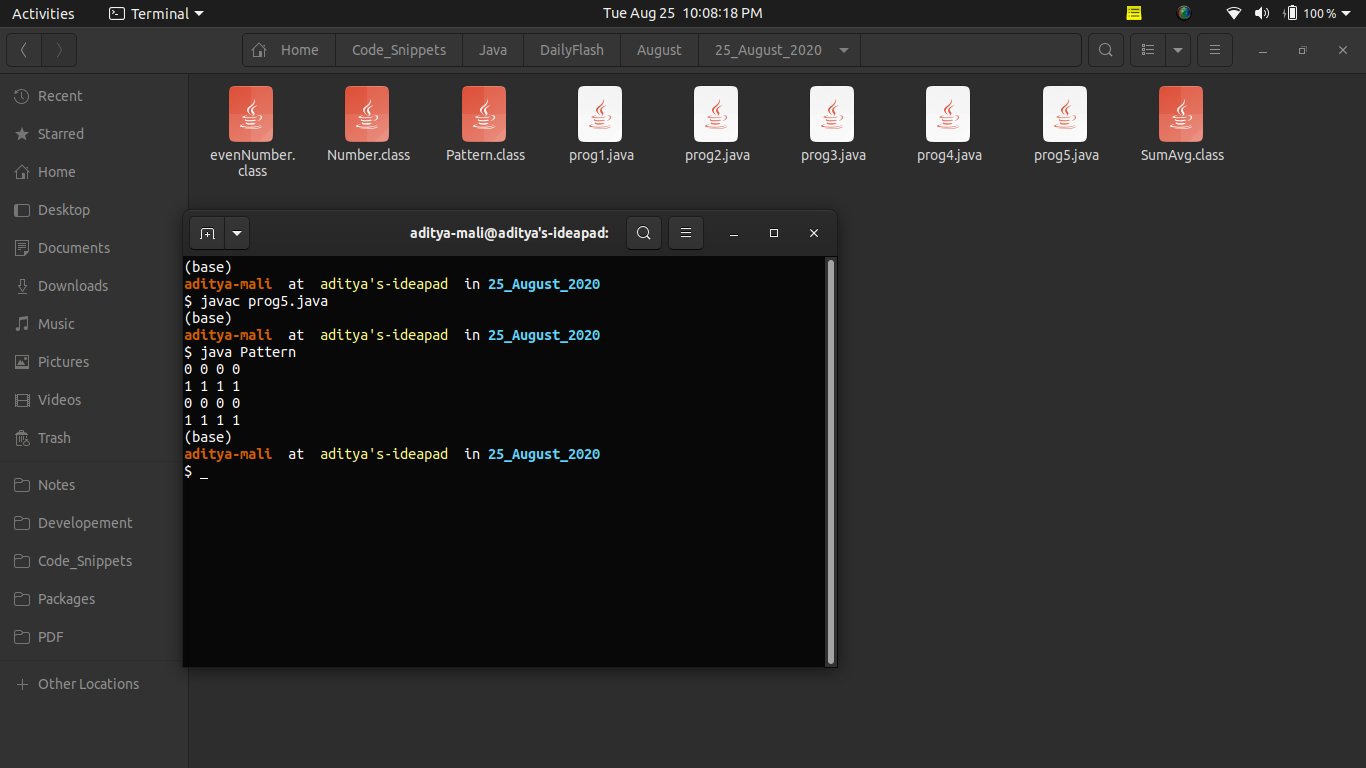 Activities Terminal Tue Aug 25 10:08:18 PM 100 %
Home Code_Snippets Java DailyFlash August 25_August_2020
Recent
Starred
Home
Desktop
Documents
Downloads
Music
Pictures
Videos
Trash
Notes
Developement
Code_Snippets
Packages
PDF
Other Locations
evenNumber.
class
Number.class
Pattern.class
prog1.java
prog2.java
prog3.java
prog4.java
prog5.java
SumAvg.class
aditya-mali@aditya's-ideapad:
(base)
aditya-mali at aditya's-ideapad in 25_August_2020
$ javac prog5.java
(base)
aditya-mali at aditya's-ideapad in 25_August_2020
$ java Pattern
0 0 0 0
1 1 1 1
0 0 0 0
1 1 1 1
(base)
aditya-mali at aditya's-ideapad in 25_August_2020
$ _